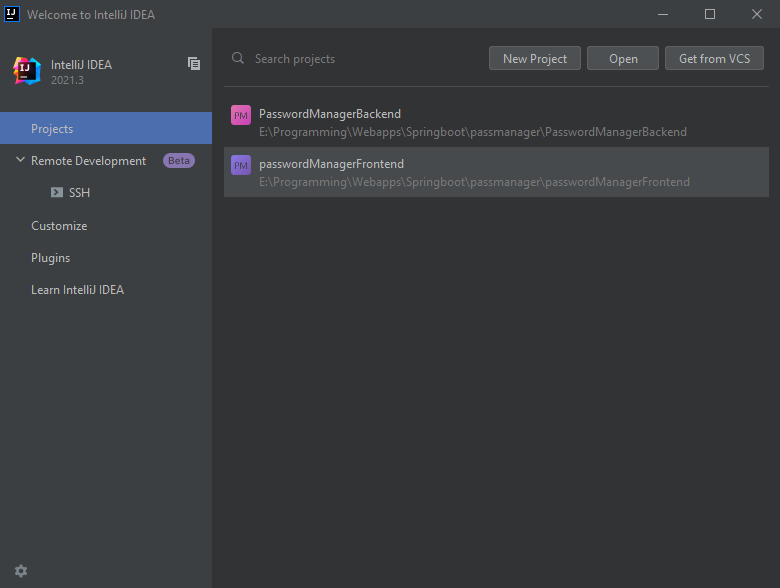 Welcome to IntelliJ IDEA
IntelliJ IDEA
2021.3
Projects
Remote Development Beta
SSH
Customize
Plugins
Learn IntelliJ IDEA
Search projects
New Project
Open
Get from VCS
PM PasswordManagerBackend
E:\Programming\Webapps\Springboot\passmanager\PasswordManagerBackend
PM passwordManagerFrontend
E:\Programming\Webapps\Springboot\passmanager\passwordManagerFrontend